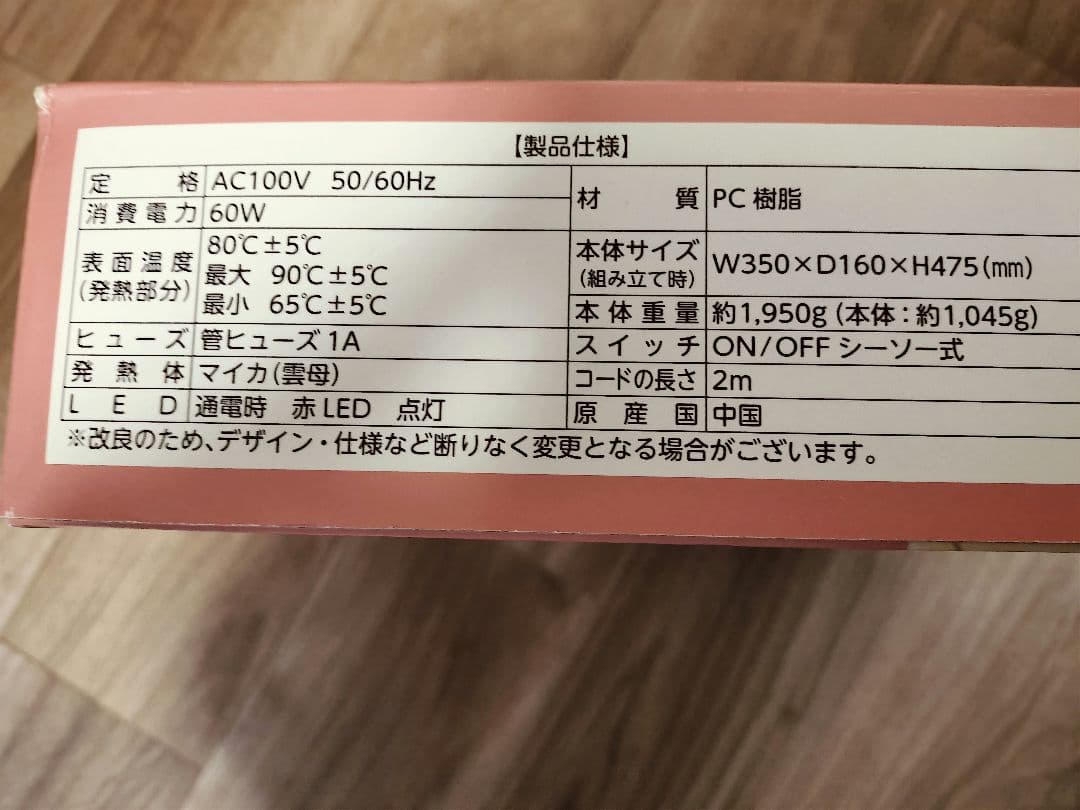 【製品仕様】
定格 AC100V 50/60Hz
消費電力 60W
表面温度
(発熱部分)
80℃±5℃
最大 90℃±5℃
最小 65℃±5℃
ヒューズ 管ヒューズ1A
発熱体 マイカ(雲母)
LED 通電時 赤LED 点灯
材質 PC樹脂
本体サイズ
(組み立て時)
W350×D160×H475(㎜)
本体重量 約1,950g(本体:約1,045g)
スイッチ ON/OFFシーソー式
コードの長さ 2m
原産国 中国
※改良のため、デザイン・仕様など断りなく変更となる場合がございます。